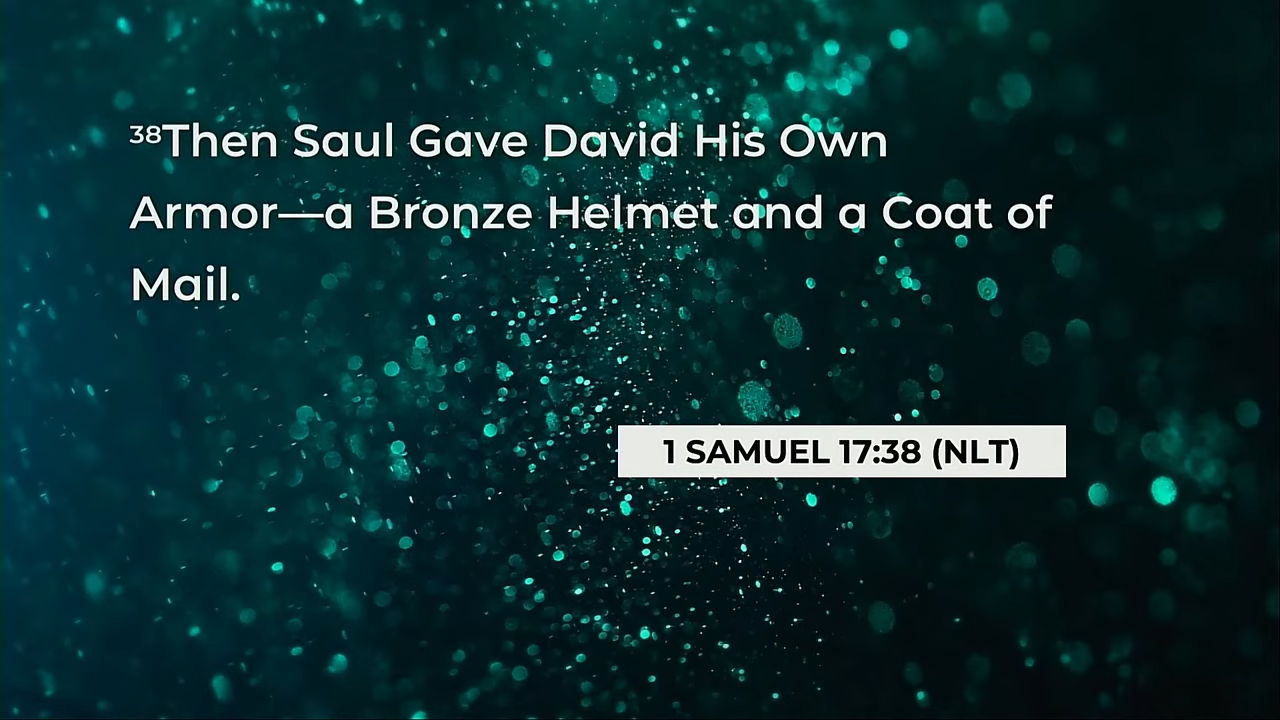 ³⁸Then Saul Gave David His Own
Armor—a Bronze Helmet and a Coat of
Mail.
1 SAMUEL 17:38 (NLT)